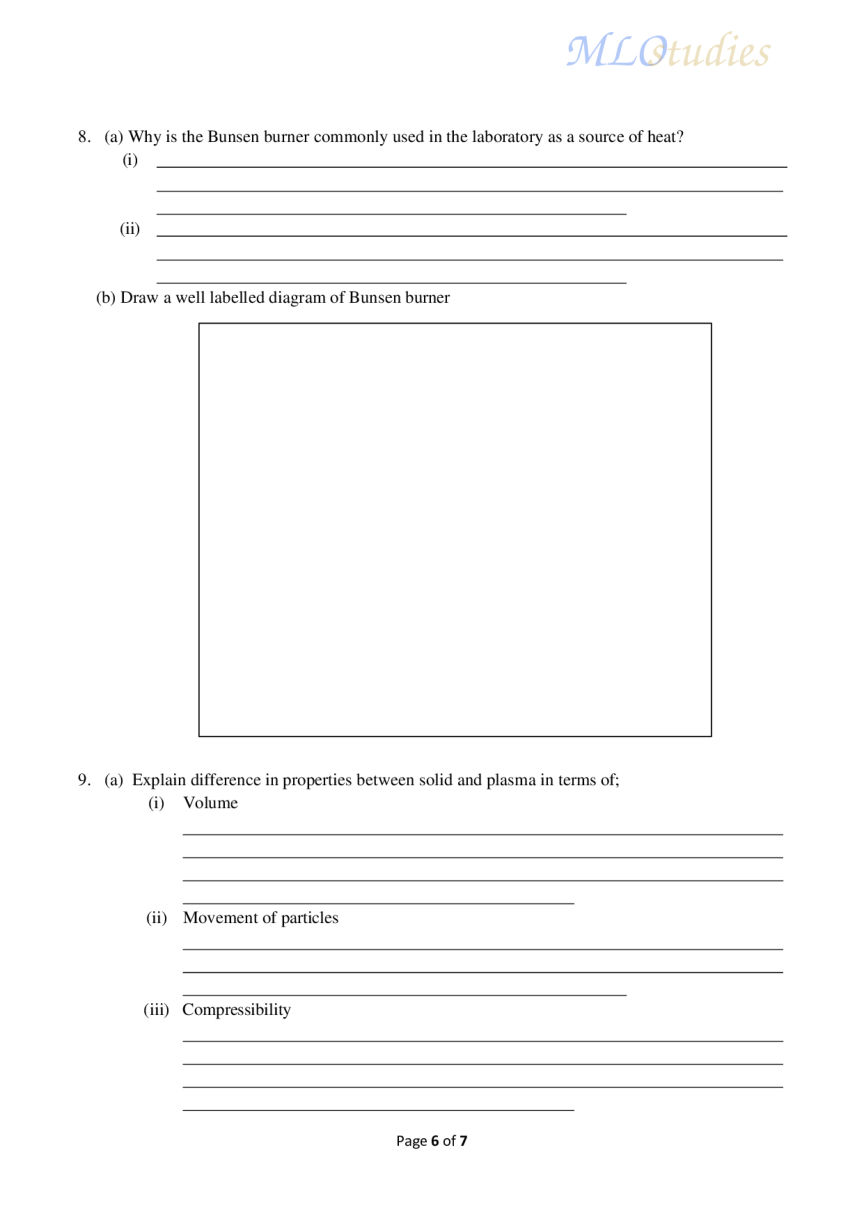 MLOstudies
8. (a) Why is the Bunsen burner commonly used in the laboratory as a source of heat?
(i)
(ii)
(b) Draw a well labelled diagram of Bunsen burner
9. (a) Explain difference in properties between solid and plasma in terms of;
(i) Volume
(ii) Movement of particles
(iii) Compressibility
Page 6 of 7